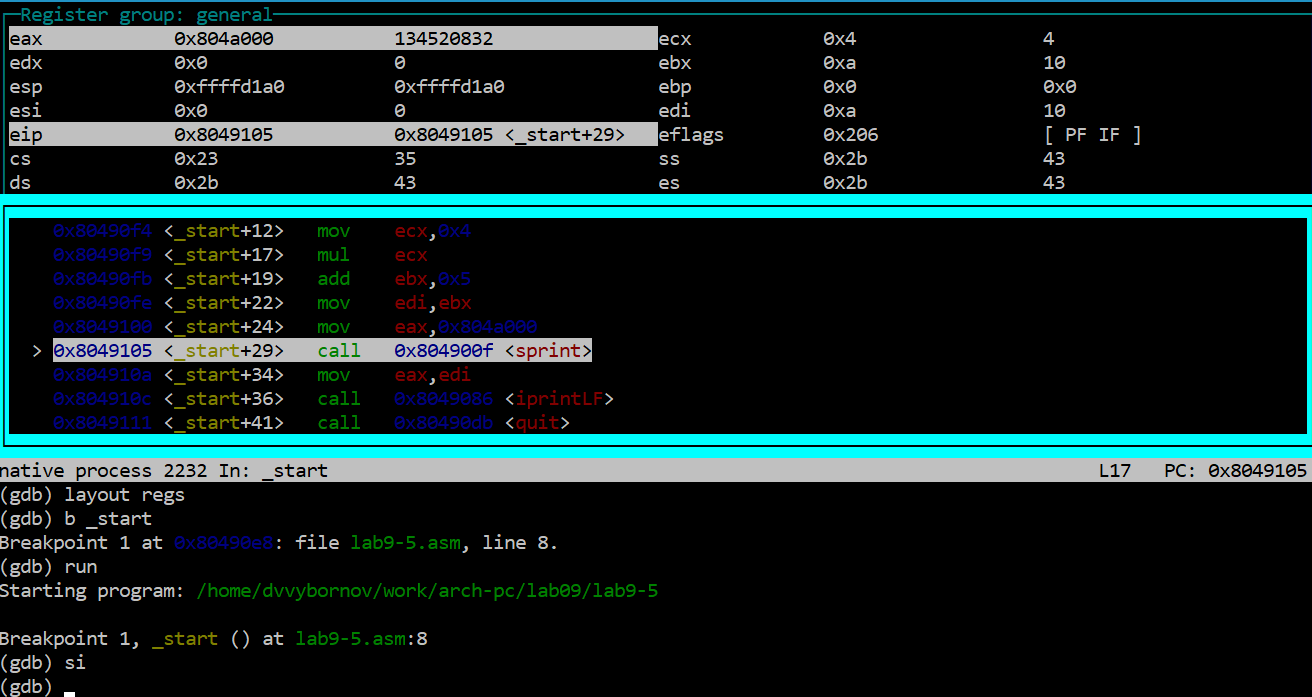 Register group: general
eax 0x804a000 134520832 ecx 0x4 4
edx 0x0 0 ebx 0xa 10
esp 0xffffd1a0 0xffffd1a0 ebp 0x0 0x0
esi 0x0 0 edi 0xa 10
eip 0x8049105 0x8049105 <_start+29> eflags 0x206 [ PF IF ]
cs 0x23 35 ss 0x2b 43
ds 0x2b 43 es 0x2b 43
0x80490f4 <_start+12> mov ecx,0x4
0x80490f9 <_start+17> mul ecx
0x80490fb <_start+19> add ebx,0x5
0x80490fe <_start+22> mov edi,ebx
0x8049100 <_start+24> mov eax,0x804a000
> 0x8049105 <_start+29> call 0x804900f <sprint>
0x804910a <_start+34> mov eax,edi
0x804910c <_start+36> call 0x8049086 <iprintLF>
0x8049111 <_start+41> call 0x80490db <quit>
native process 2232 In: _start L17 PC: 0x8049105
(gdb) layout regs
(gdb) b _start
Breakpoint 1 at 0x80490e8: file lab9-5.asm, line 8.
(gdb) run
Starting program: /home/dvvybornov/work/arch-pc/lab09/lab9-5
Breakpoint 1, _start () at lab9-5.asm:8
(gdb) si
(gdb)